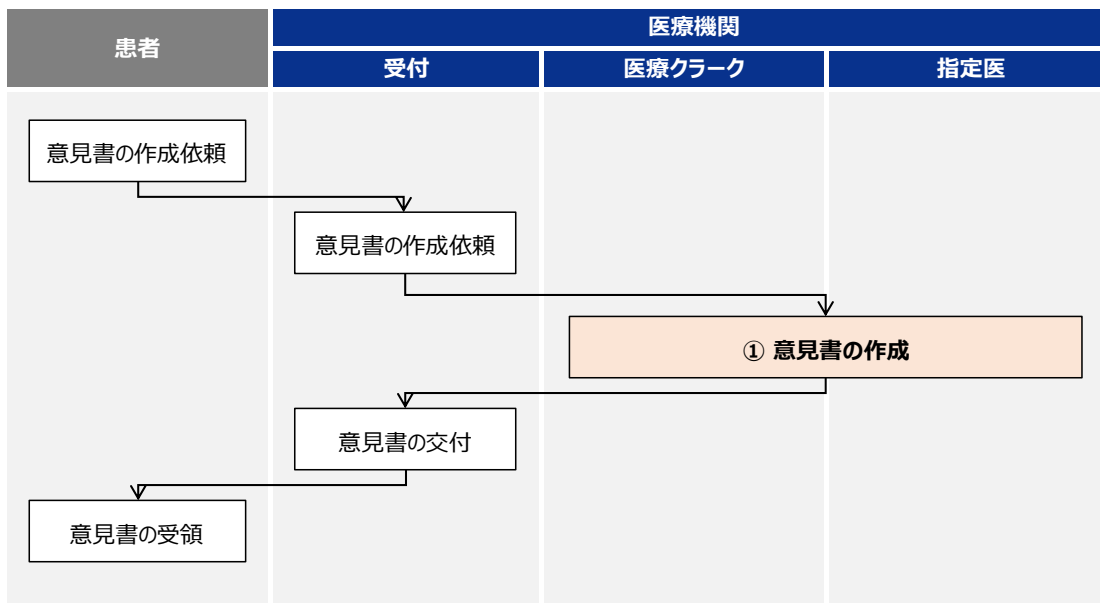 患者
医療機関
受付
医療クラーク
指定医
意見書の作成依頼
意見書の作成依頼
① 意見書の作成
意見書の交付
意見書の受領